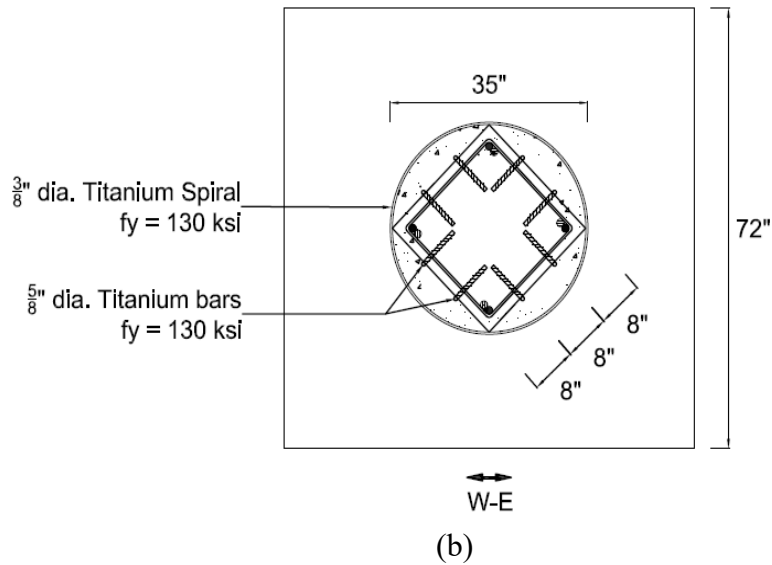 35"
3/8" dia. Titanium Spiral
fy = 130 ksi
72"
5/8" dia. Titanium bars
fy = 130 ksi
8"
8"
8"
W-E
(b)